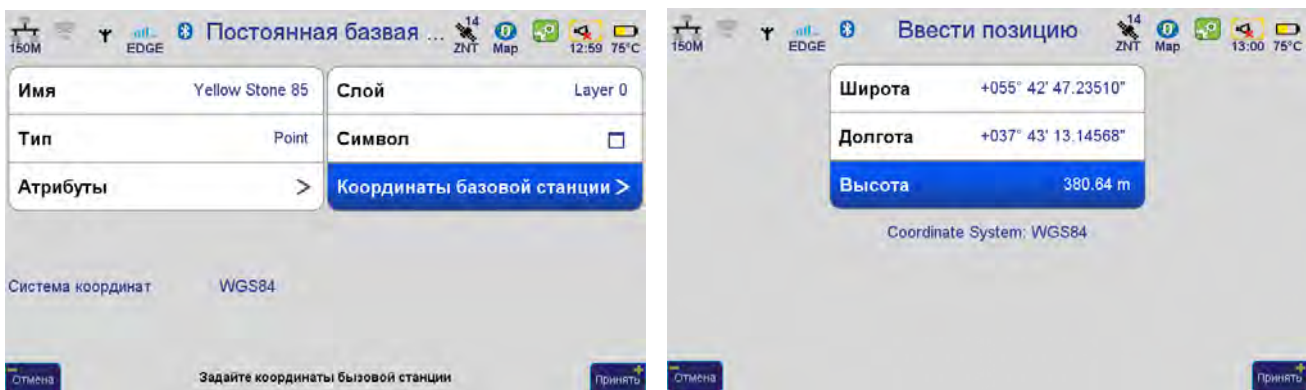 150M EDGE Постоянная базвая ... 14 ZNT Map 12:59 75°C
Имя Yellow Stone 85 Слой Layer 0
Тип Point Символ
Атрибуты > Координаты базовой станции >
Система координат WGS84
Отмена Задайте координаты бызовой станции Принять
150M EDGE Ввести позицию 14 ZNT Map 13:00 75°C
Широта +055° 42' 47.23510"
Долгота +037° 43' 13.14568"
Высота 380.64 m
Coordinate System: WGS84
Отмена Принять